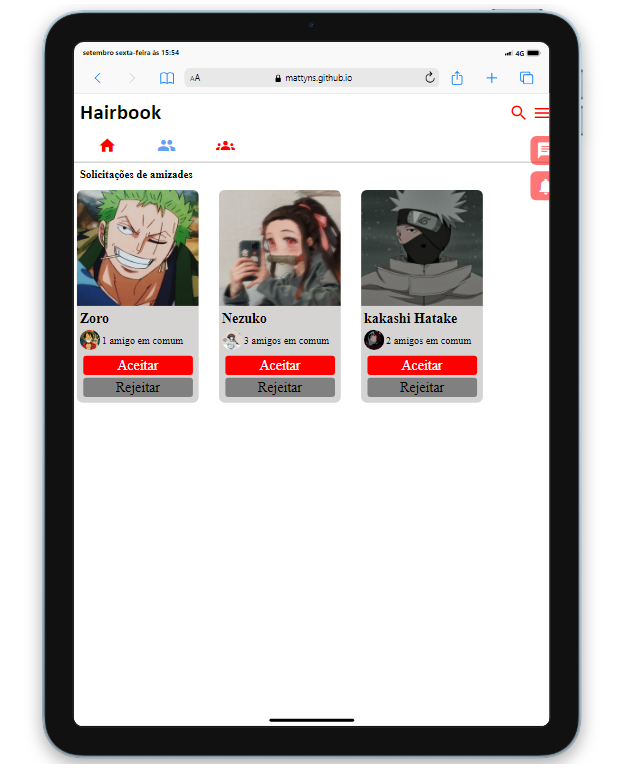 setembro sexta-feira às 15:54
4G
AA
mattyns.github.io
Hairbook
Solicitações de amizades
Zoro
1 amigo em comum
Aceitar
Rejeitar
Nezuko
3 amigos em comum
Aceitar
Rejeitar
kakashi Hatake
2 amigos em comum
Aceitar
Rejeitar